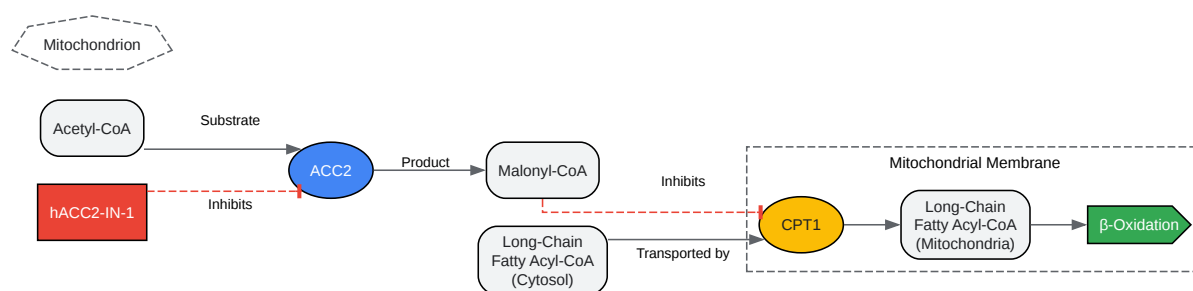 Mitochondrion
Acetyl-CoA
Substrate
ACC2
Product
Malonyl-CoA
hACC2-IN-1
Inhibits
Inhibits
Mitochondrial Membrane
CPT1
Long-Chain
Fatty Acyl-CoA
(Mitochondria)
β-Oxidation
Long-Chain
Fatty Acyl-CoA
(Cytosol)
Transported by